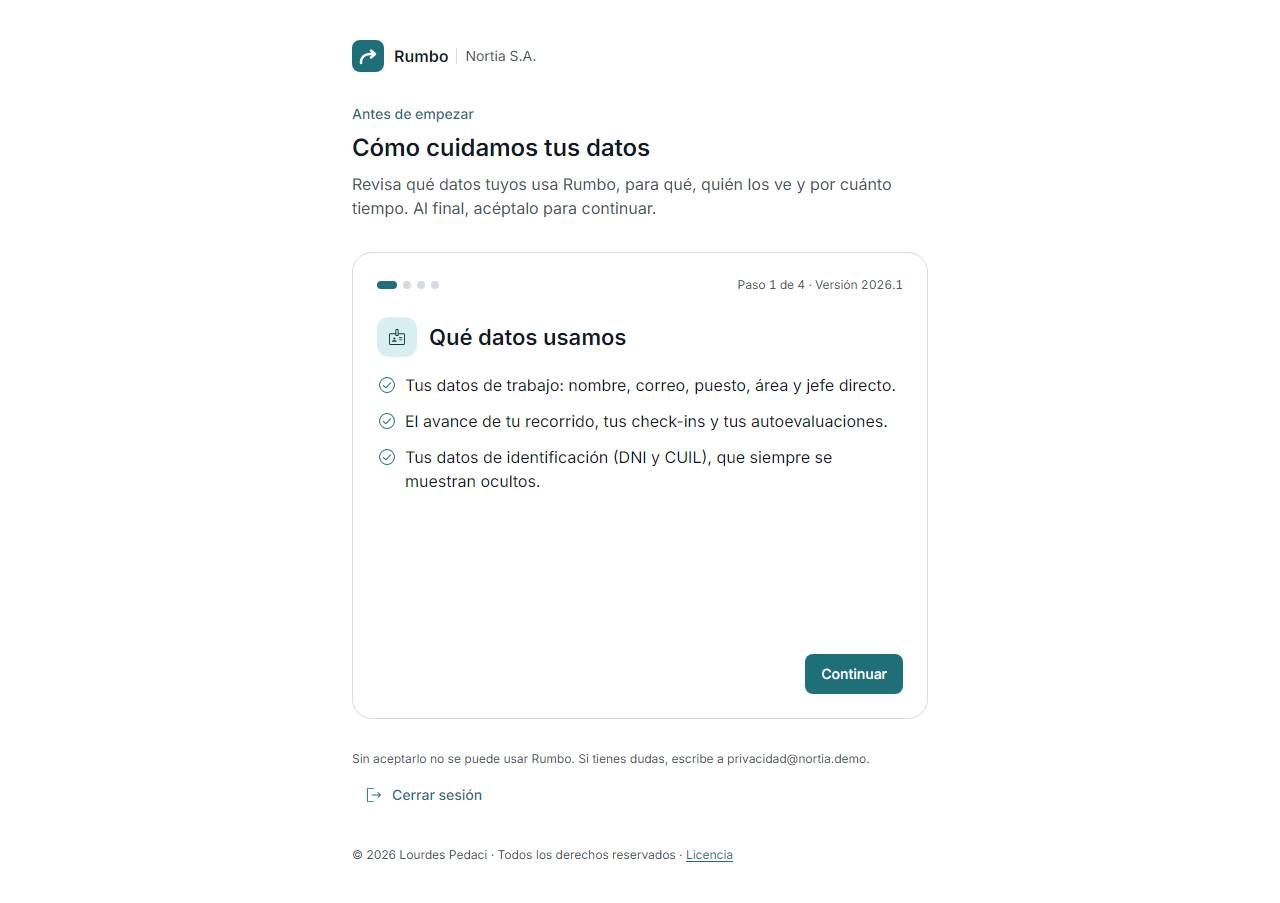 Rumbo
Nortia S.A.
Antes de empezar
Cómo cuidamos tus datos
Revisa qué datos tuyos usa Rumbo, para qué, quién los ve y por cuánto
tiempo. Al final, acéptalo para continuar.
Paso 1 de 4 · Versión 2026.1
Qué datos usamos
Tus datos de trabajo: nombre, correo, puesto, área y jefe directo.
El avance de tu recorrido, tus check-ins y tus autoevaluaciones.
Tus datos de identificación (DNI y CUIL), que siempre se
muestran ocultos.
Continuar
Sin aceptarlo no se puede usar Rumbo. Si tienes dudas, escribe a privacidad@nortia.demo.
Cerrar sesión
© 2026 Lourdes Pedaci · Todos los derechos reservados · Licencia